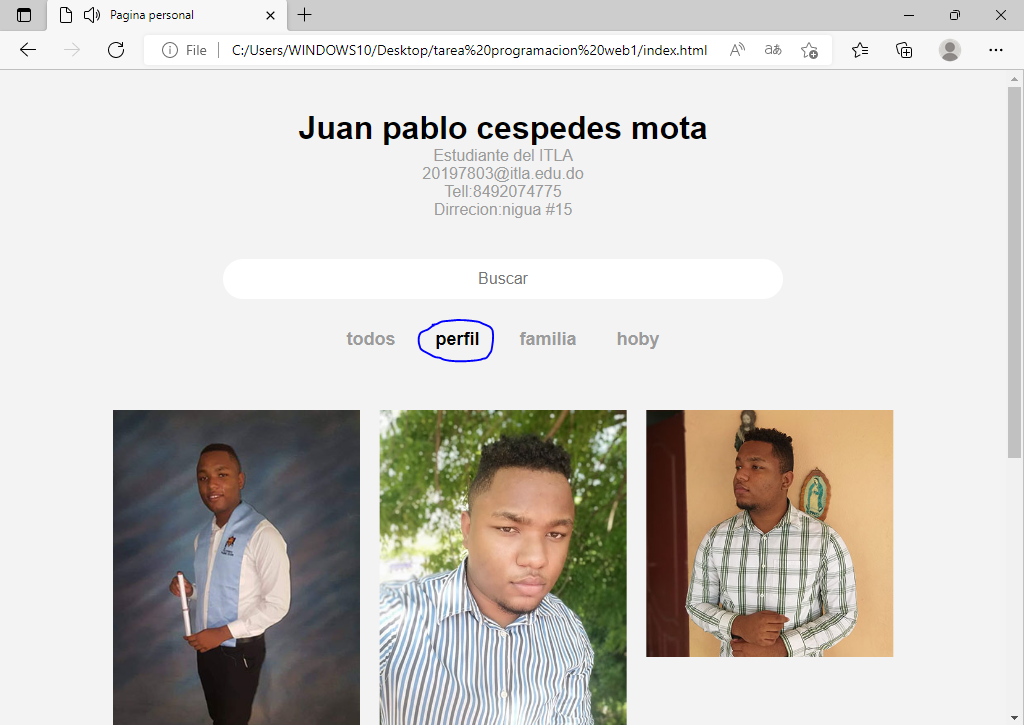 Pagina personal
File
C:/Users/WINDOWS10/Desktop/tarea%20programacion%20web1/index.html
Juan pablo cespedes mota
Estudiante del ITLA
20197803@itla.edu.do
Tell:8492074775
Dirrecion:nigua #15
Buscar
todos perfil familia hoby